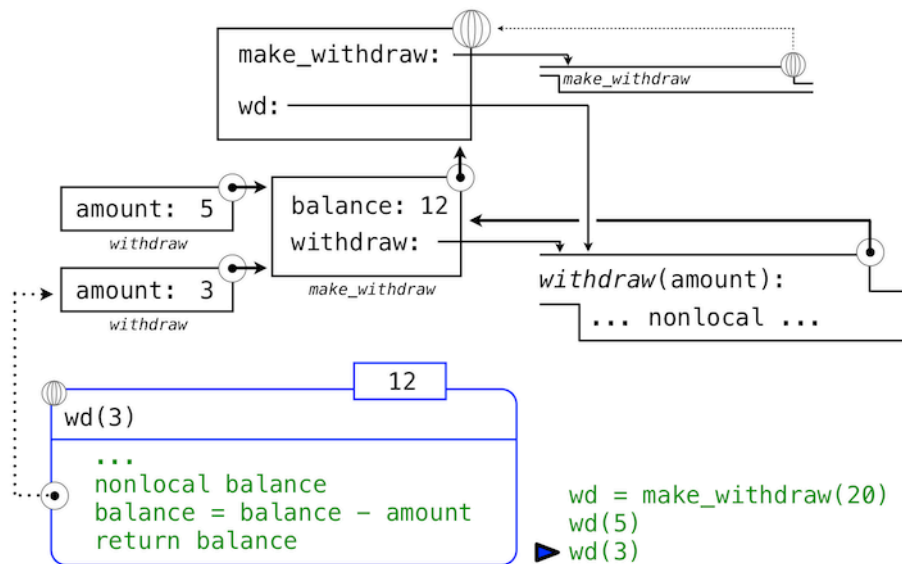 make_withdraw:
make_withdraw
wd:
amount: 5
withdraw
balance: 12
withdraw:
make_withdraw
amount: 3
withdraw
withdraw(amount):
... nonlocal ...
12
wd(3)
...
nonlocal balance
balance = balance – amount
return balance
wd = make_withdraw(20)
wd(5)
wd(3)